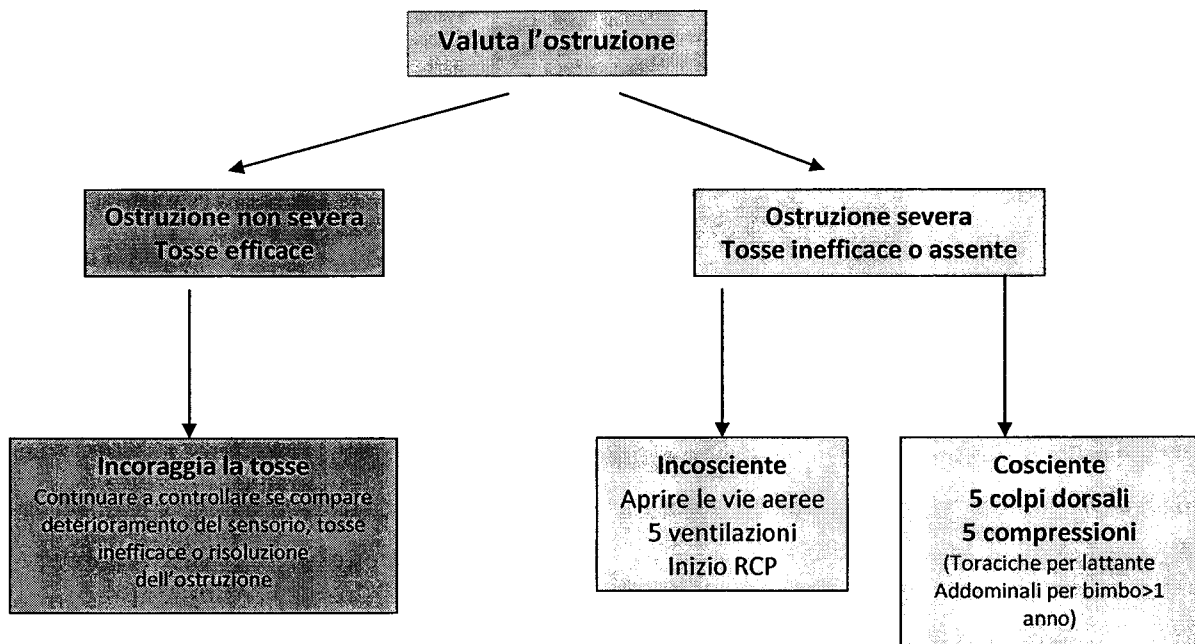 Valuta l'ostruzione
Ostruzione non severa
Tosse efficace
Ostruzione severa
Tosse inefficace o assente
Incoraggia la tosse
Continuare a controllare se compare
deterioramento del sensorio, tosse
inefficace o risoluzione
dell'ostruzione
Incosciente
Aprire le vie aeree
5 ventilazioni
Inizio RCP
Cosciente
5 colpi dorsali
5 compressioni
(Toraciche per lattante
Addominali per bimbo>1
anno)